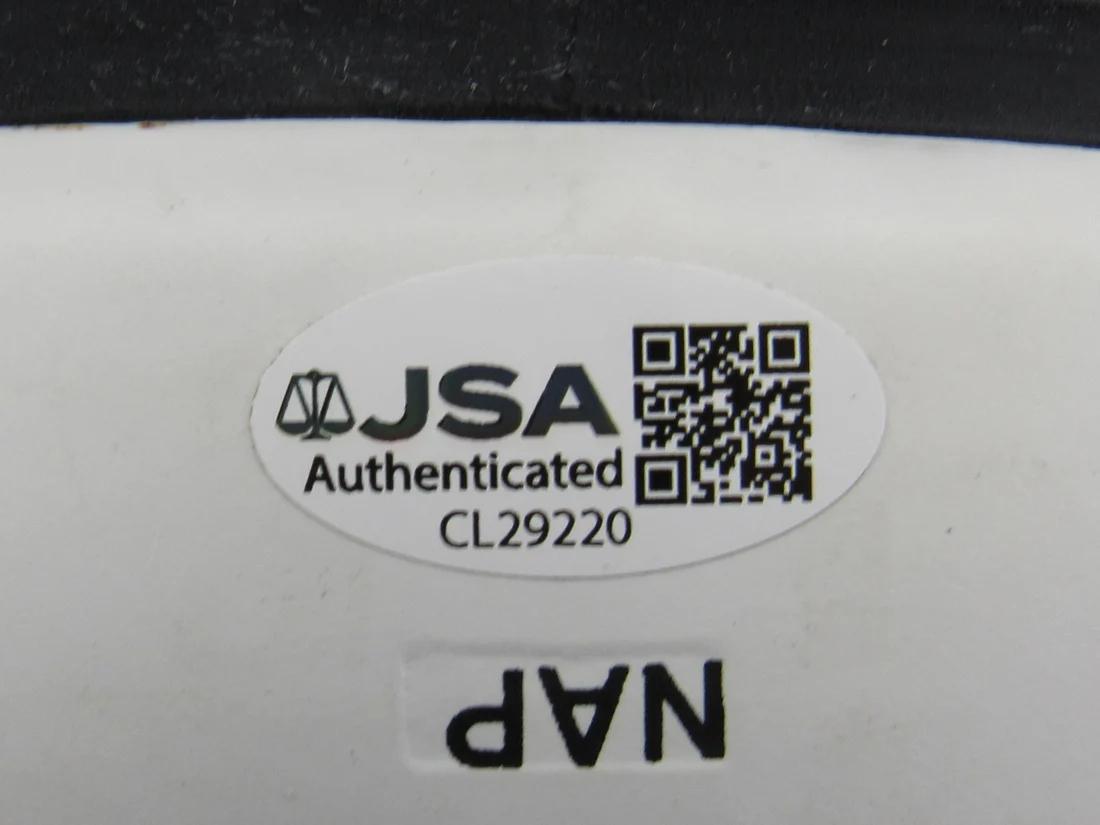 JSA
Authenticated
CL29220
NAP